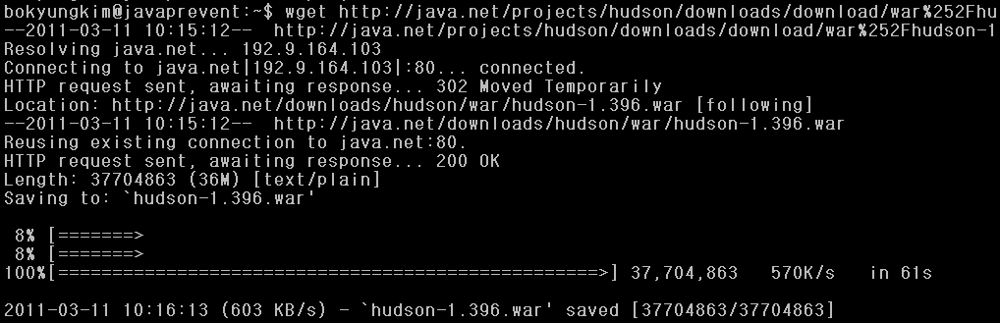 bokyungkim@javaprevent:~$ wget http://java.net/projects/hudson/downloads/download/war%252Fhu
--2011-03-11 10:15:12--  http://java.net/projects/hudson/downloads/download/war%252Fhudson-1
Resolving java.net... 192.9.164.103
Connecting to java.net|192.9.164.103|:80... connected.
HTTP request sent, awaiting response... 302 Moved Temporarily
Location: http://java.net/downloads/hudson/war/hudson-1.396.war [following]
--2011-03-11 10:15:12--  http://java.net/downloads/hudson/war/hudson-1.396.war
Reusing existing connection to java.net:80.
HTTP request sent, awaiting response... 200 OK
Length: 37704863 (36M) [text/plain]
Saving to: `hudson-1.396.war'
 8% [=======>
 8% [=======>
100%[==================================================>] 37,704,863   570K/s   in 61s
2011-03-11 10:16:13 (603 KB/s) - `hudson-1.396.war' saved [37704863/37704863]